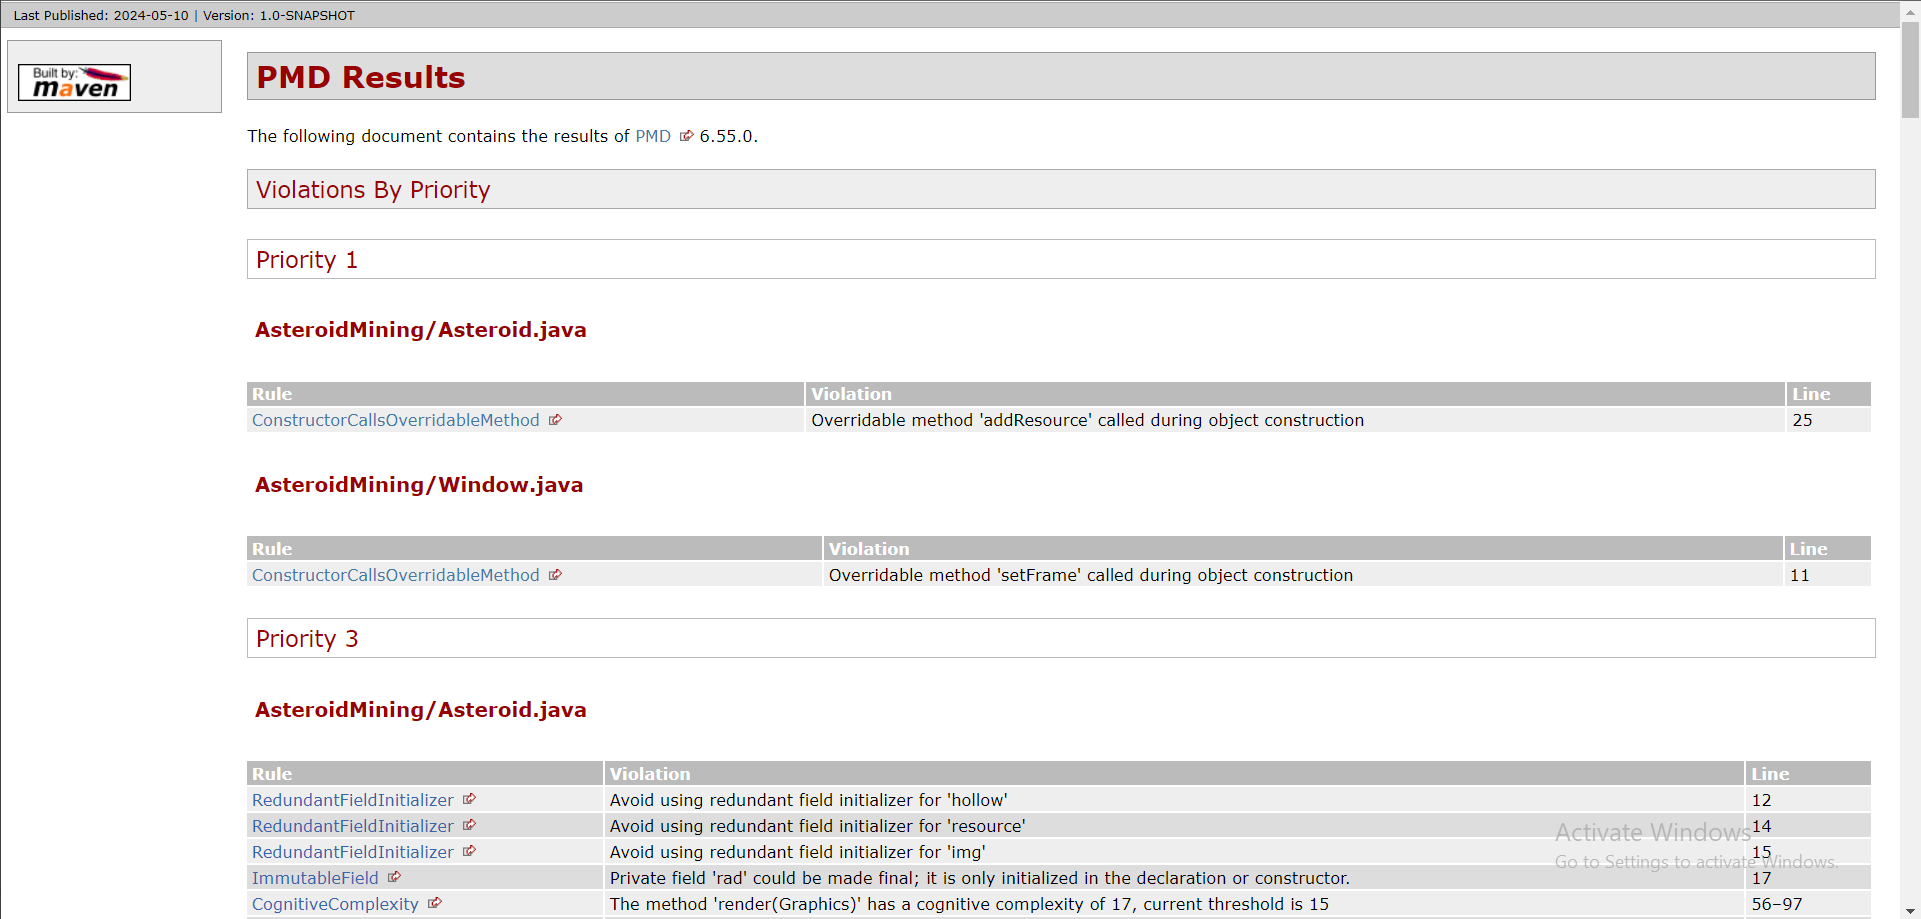 Last Published: 2024-05-10 | Version: 1.0-SNAPSHOT
Built by:
maven
PMD Results
The following document contains the results of PMD 6.55.0.
Violations By Priority
Priority 1
AsteroidMining/Asteroid.java
Rule Violation Line
ConstructorCallsOverridableMethod Overridable method 'addResource' called during object construction 25
AsteroidMining/Window.java
Rule Violation Line
ConstructorCallsOverridableMethod Overridable method 'setFrame' called during object construction 11
Priority 3
AsteroidMining/Asteroid.java
Rule Violation Line
RedundantFieldInitializer Avoid using redundant field initializer for 'hollow' 12
RedundantFieldInitializer Avoid using redundant field initializer for 'resource' 14
RedundantFieldInitializer Avoid using redundant field initializer for 'img' 15
ImmutableField Private field 'rad' could be made final; it is only initialized in the declaration or constructor. 17
CognitiveComplexity The method 'render(Graphics)' has a cognitive complexity of 17, current threshold is 15 56–97
Activate Windows
Go to Settings to activate Windows.